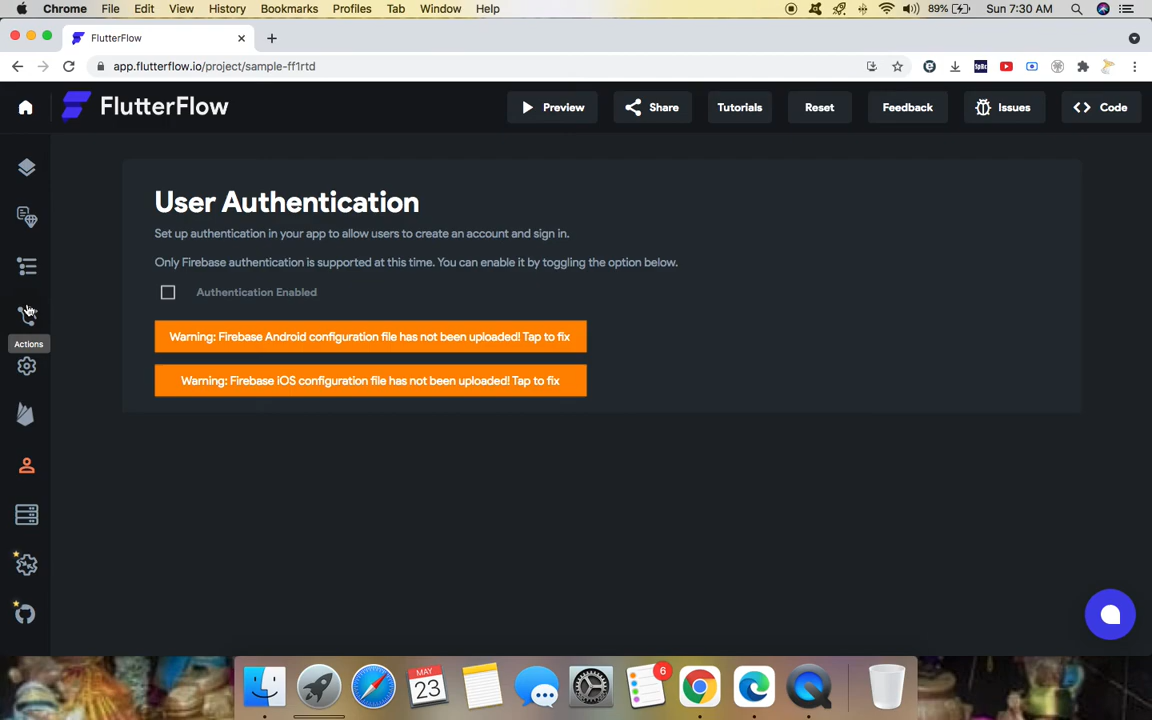 Chrome File Edit View History Bookmarks Profiles Tab Window Help 89% Sun 7:30 AM
FlutterFlow
app.flutterflow.io/project/sample-ff1rtd
FlutterFlow Preview Share Tutorials Reset Feedback Issues Code
User Authentication
Set up authentication in your app to allow users to create an account and sign in.
Only Firebase authentication is supported at this time. You can enable it by toggling the option below.
Authentication Enabled
Warning: Firebase Android configuration file has not been uploaded! Tap to fix
Actions
Warning: Firebase iOS configuration file has not been uploaded! Tap to fix
MAY
23
6